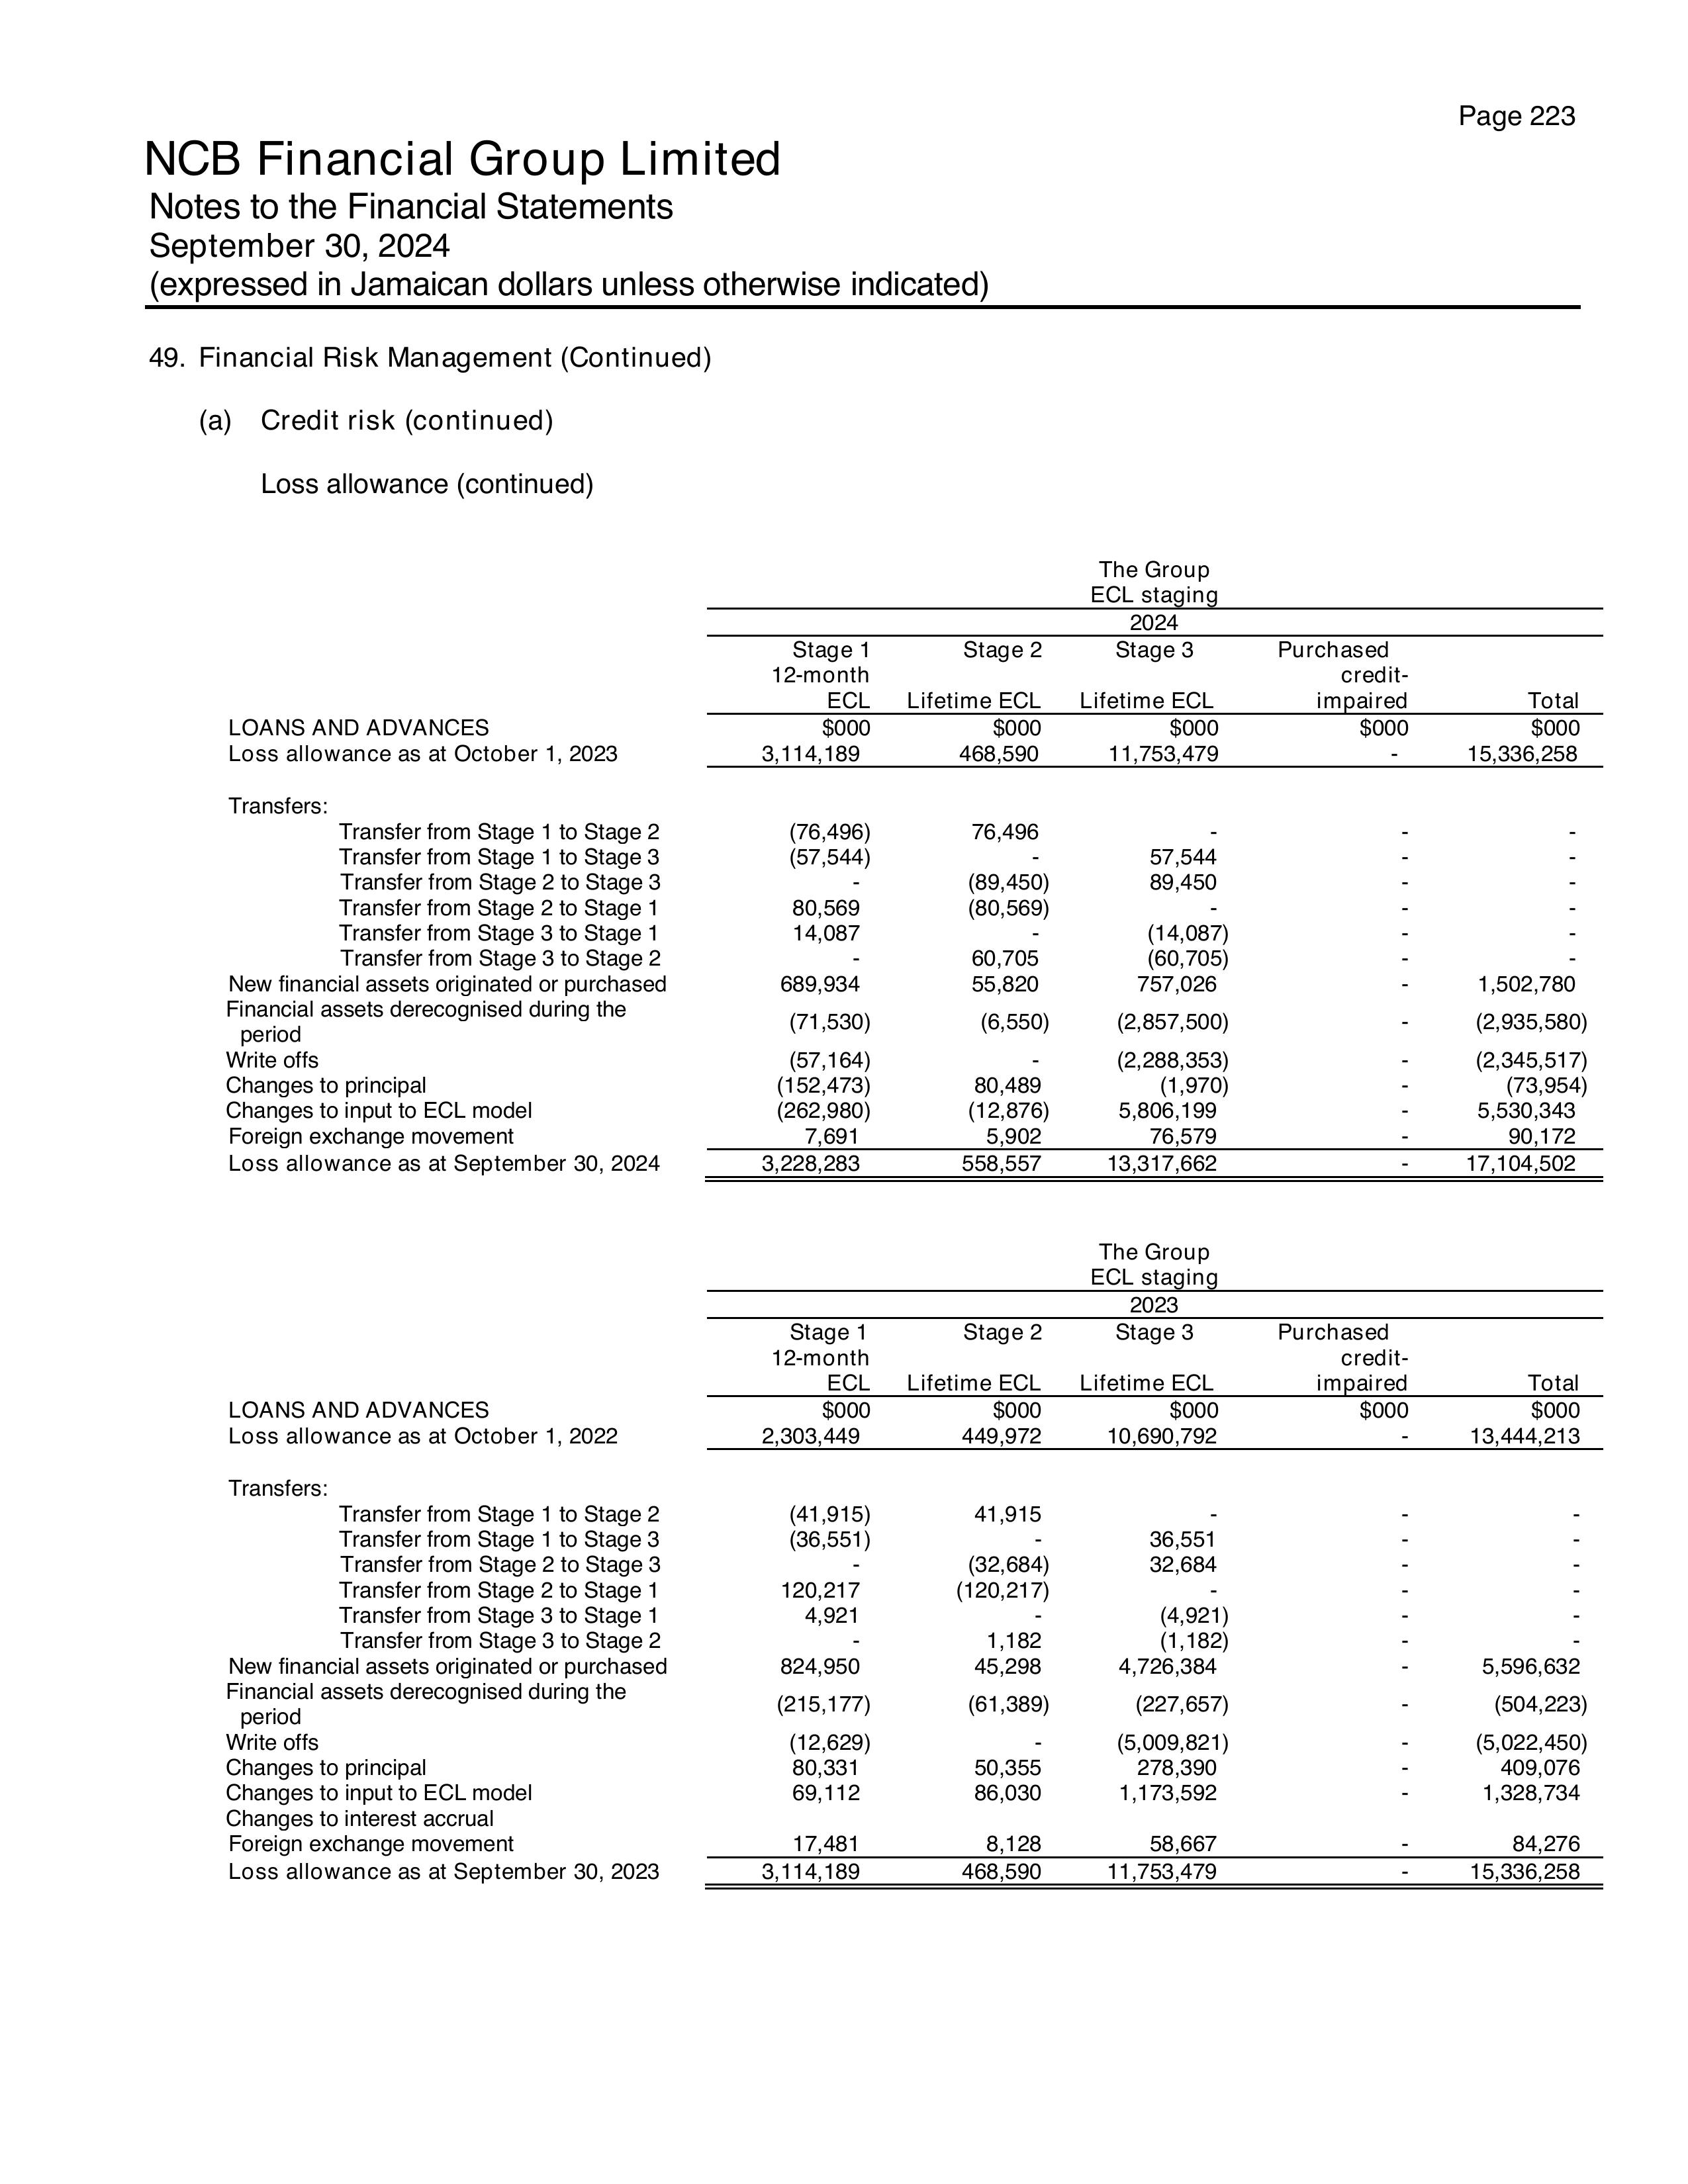 Page 223
NCB Financial Group Limited
Notes to the Financial Statements
September 30, 2024
(expressed in Jamaican dollars unless otherwise indicated)
49. Financial Risk Management (Continued)
(a) Credit risk (continued)
Loss allowance (continued)
The Group
ECL staging
2024
Stage 1 Stage 2 Stage 3 Purchased
12-month credit-
ECL Lifetime ECL Lifetime ECL impaired Total
LOANS AND ADVANCES $000 $000 $000 $000 $000
Loss allowance as at October 1, 2023 3,114,189 468,590 11,753,479 - 15,336,258
Transfers:
Transfer from Stage 1 to Stage 2 (76,496) 76,496 - - -
Transfer from Stage 1 to Stage 3 (57,544) - 57,544 - -
Transfer from Stage 2 to Stage 3 - (89,450) 89,450 - -
Transfer from Stage 2 to Stage 1 80,569 (80,569) - - -
Transfer from Stage 3 to Stage 1 14,087 - (14,087) - -
Transfer from Stage 3 to Stage 2 - 60,705 (60,705) - -
New financial assets originated or purchased 689,934 55,820 757,026 - 1,502,780
Financial assets derecognised during the
period (71,530) (6,550) (2,857,500) - (2,935,580)
Write offs (57,164) - (2,288,353) - (2,345,517)
Changes to principal (152,473) 80,489 (1,970) - (73,954)
Changes to input to ECL model (262,980) (12,876) 5,806,199 - 5,530,343
Foreign exchange movement 7,691 5,902 76,579 - 90,172
Loss allowance as at September 30, 2024 3,228,283 558,557 13,317,662 - 17,104,502
The Group
ECL staging
2023
Stage 1 Stage 2 Stage 3 Purchased
12-month credit-
ECL Lifetime ECL Lifetime ECL impaired Total
LOANS AND ADVANCES $000 $000 $000 $000 $000
Loss allowance as at October 1, 2022 2,303,449 449,972 10,690,792 - 13,444,213
Transfers:
Transfer from Stage 1 to Stage 2 (41,915) 41,915 - - -
Transfer from Stage 1 to Stage 3 (36,551) - 36,551 - -
Transfer from Stage 2 to Stage 3 - (32,684) 32,684 - -
Transfer from Stage 2 to Stage 1 120,217 (120,217) - - -
Transfer from Stage 3 to Stage 1 4,921 - (4,921) - -
Transfer from Stage 3 to Stage 2 - 1,182 (1,182) - -
New financial assets originated or purchased 824,950 45,298 4,726,384 - 5,596,632
Financial assets derecognised during the
period (215,177) (61,389) (227,657) - (504,223)
Write offs (12,629) - (5,009,821) - (5,022,450)
Changes to principal 80,331 50,355 278,390 - 409,076
Changes to input to ECL model 69,112 86,030 1,173,592 - 1,328,734
Changes to interest accrual
Foreign exchange movement 17,481 8,128 58,667 - 84,276
Loss allowance as at September 30, 2023 3,114,189 468,590 11,753,479 - 15,336,258